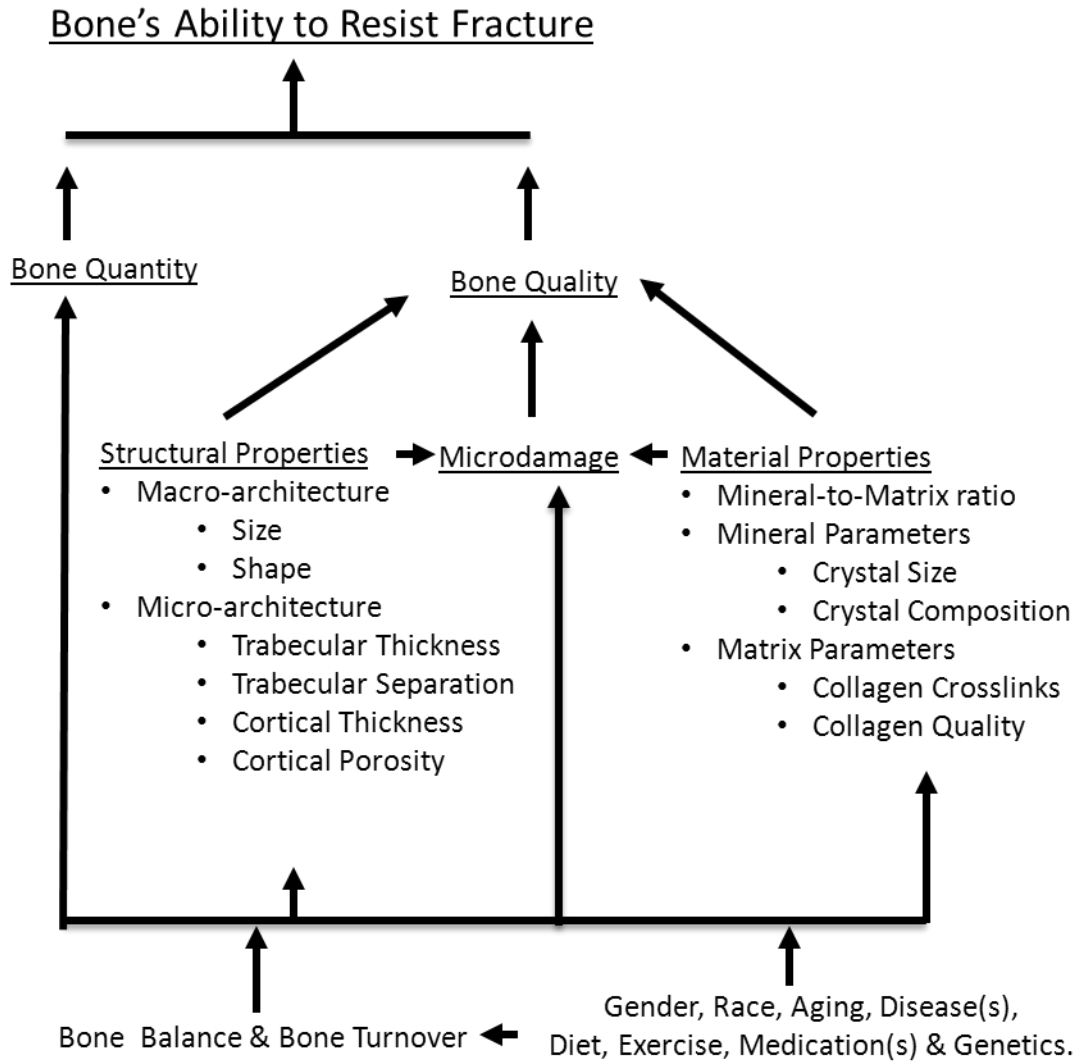 Bone's Ability to Resist Fracture
Bone Quantity
Bone Quality
Structural Properties
• Macro-architecture
• Size
• Shape
• Micro-architecture
• Trabecular Thickness
• Trabecular Separation
• Cortical Thickness
• Cortical Porosity
Microdamage
Material Properties
• Mineral-to-Matrix ratio
• Mineral Parameters
• Crystal Size
• Crystal Composition
• Matrix Parameters
• Collagen Crosslinks
• Collagen Quality
Bone Balance & Bone Turnover
Gender, Race, Aging, Disease(s),
Diet, Exercise, Medication(s) & Genetics.